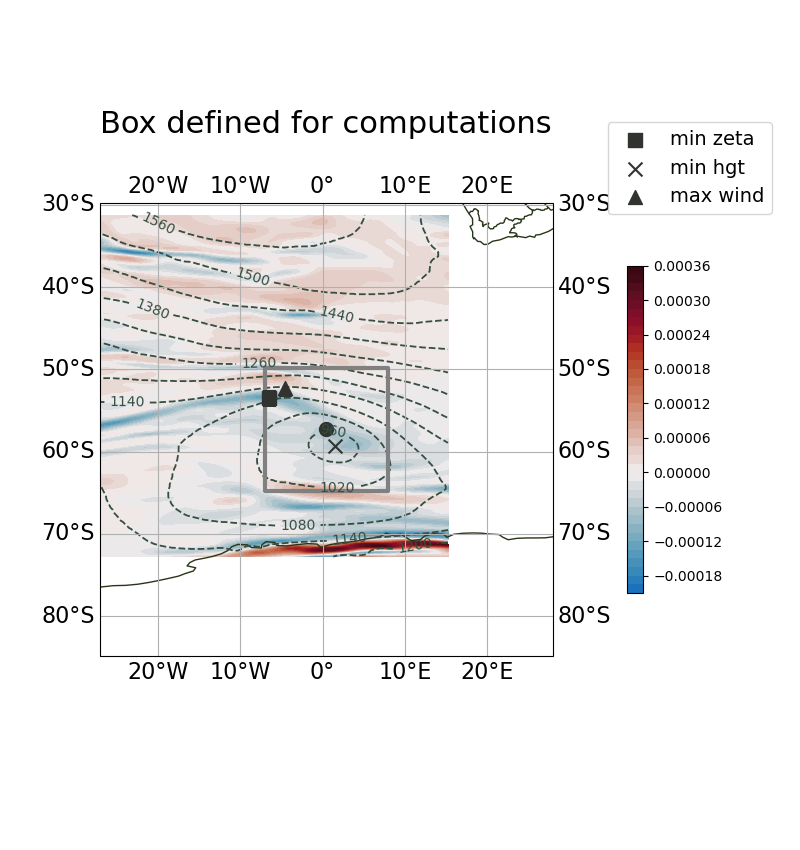 Box defined for computations
min zeta
min hgt
max wind
20°W 10°W 0° 10°E 20°E
30°S 30°S
40°S 40°S
50°S 50°S
60°S 60°S
70°S 70°S
80°S 80°S
20°W 10°W 0° 10°E 20°E
1560
1500
1380
1440
1260
1140
1020
1080
1140
0.00036
0.00030
0.00024
0.00018
0.00012
0.00006
0.00000
−0.00006
−0.00012
−0.00018